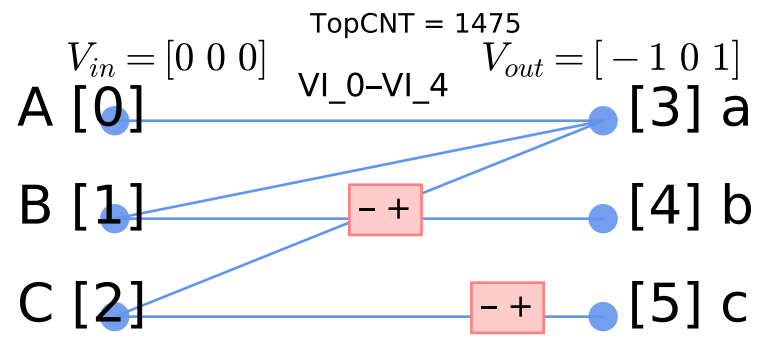 TopCNT = 1475
V_in = [0 0 0]
V_out = [− 1 0 1]
VI_0–VI_4
A [0]
[3] a
B [1]
– +
[4] b
C [2]
– +
[5] c